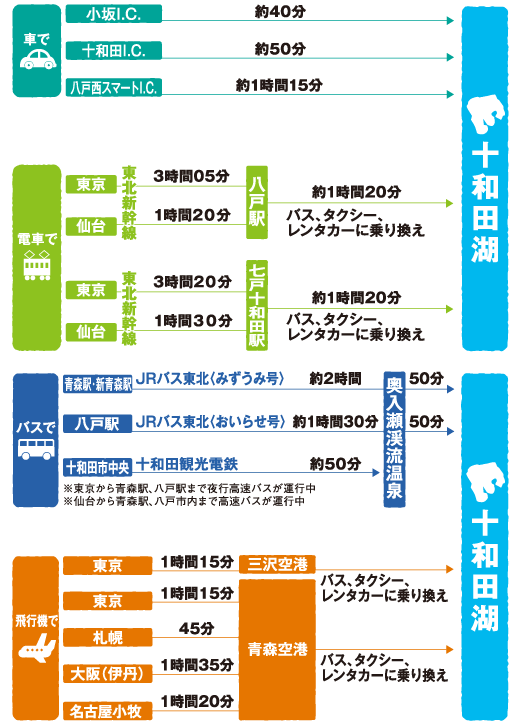 車で
小坂I.C.
約40分
十和田I.C.
約50分
八戸西スマートI.C.
約1時間15分
十和田湖
電車で
東京
仙台
東北新幹線
3時間05分
1時間20分
八戸駅
約1時間20分
バス、タクシー、
レンタカーに乗り換え
東京
仙台
東北新幹線
3時間20分
1時間30分
七戸十和田駅
約1時間20分
バス、タクシー、
レンタカーに乗り換え
バスで
青森駅・新青森駅
JRバス東北〈みずうみ号〉
約2時間
50分
八戸駅
JRバス東北〈おいらせ号〉
約1時間30分
50分
十和田市中央
十和田観光電鉄
約50分
奥入瀬渓流温泉
※東京から青森駅、八戸駅まで夜行高速バスが運行中
※仙台から青森駅、八戸市内まで高速バスが運行中
十和田湖
飛行機で
東京
1時間15分
三沢空港
バス、タクシー、
レンタカーに乗り換え
東京
1時間15分
札幌
45分
大阪(伊丹)
1時間35分
名古屋小牧
1時間20分
青森空港
バス、タクシー、
レンタカーに乗り換え